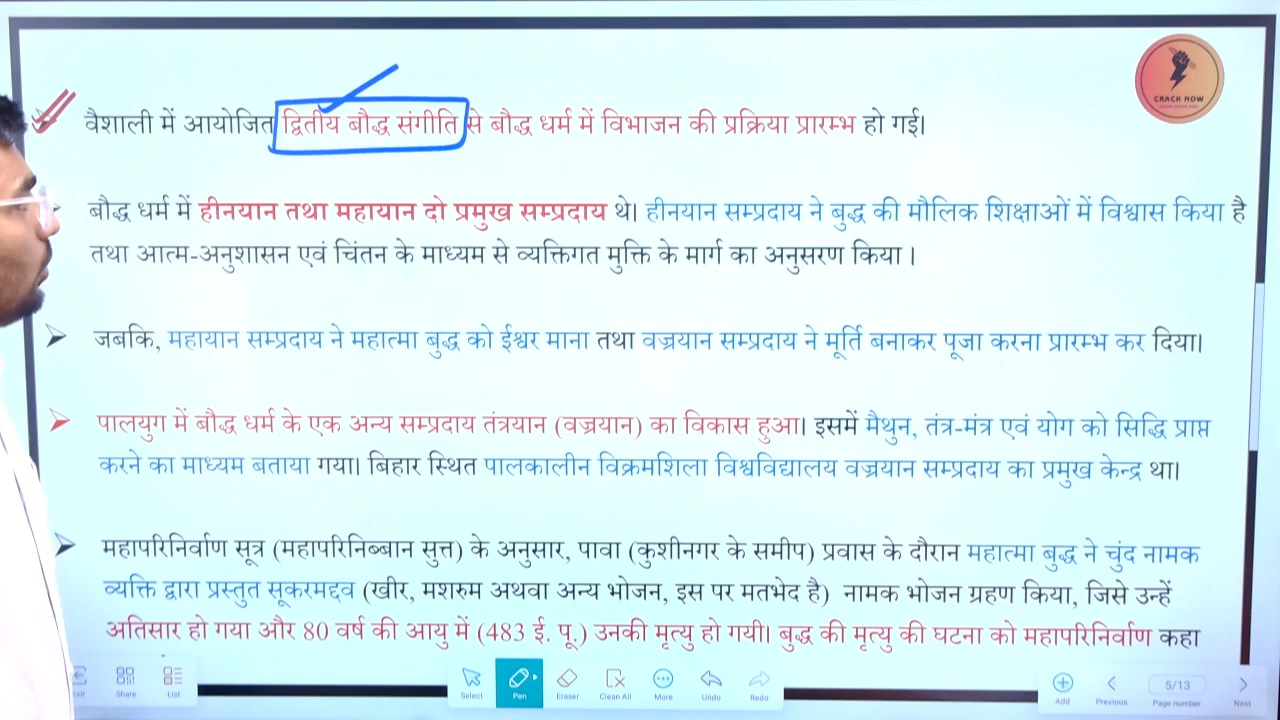 CRACK NOW
वैशाली में आयोजित द्वितीय बौद्ध संगीति से बौद्ध धर्म में विभाजन की प्रक्रिया प्रारम्भ हो गई।
बौद्ध धर्म में हीनयान तथा महायान दो प्रमुख सम्प्रदाय थे। हीनयान सम्प्रदाय ने बुद्ध की मौलिक शिक्षाओं में विश्वास किया है
तथा आत्म-अनुशासन एवं चिंतन के माध्यम से व्यक्तिगत मुक्ति के मार्ग का अनुसरण किया ।
जबकि, महायान सम्प्रदाय ने महात्मा बुद्ध को ईश्वर माना तथा वज्रयान सम्प्रदाय ने मूर्ति बनाकर पूजा करना प्रारम्भ कर दिया।
पालयुग में बौद्ध धर्म के एक अन्य सम्प्रदाय तंत्रयान (वज्रयान) का विकास हुआ। इसमें मैथुन, तंत्र-मंत्र एवं योग को सिद्धि प्राप्त
करने का माध्यम बताया गया। बिहार स्थित पालकालीन विक्रमशिला विश्वविद्यालय वज्रयान सम्प्रदाय का प्रमुख केन्द्र था।
महापरिनिर्वाण सूत्र (महापरिनिब्बान सुत्त) के अनुसार, पावा (कुशीनगर के समीप) प्रवास के दौरान महात्मा बुद्ध ने चुंद नामक
व्यक्ति द्वारा प्रस्तुत सूकरमद्दव (खीर, मशरुम अथवा अन्य भोजन, इस पर मतभेद है) नामक भोजन ग्रहण किया, जिसे उन्हें
अतिसार हो गया और 80 वर्ष की आयु में (483 ई. पू.) उनकी मृत्यु हो गयी। बुद्ध की मृत्यु की घटना को महापरिनिर्वाण कहा
Share List Select Pen Eraser Clean All More Undo Redo Add Previous 5/13 Page number Next